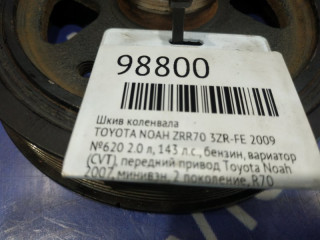 98800
Шкив коленвала
TOYOTA NOAH ZRR70 3ZR-FE 2009
№620 2.0 л, 143 л.с., бензин, вариатор
(CVT), передний привод Toyota Noah
2007, минивэн, 2 поколение, R70